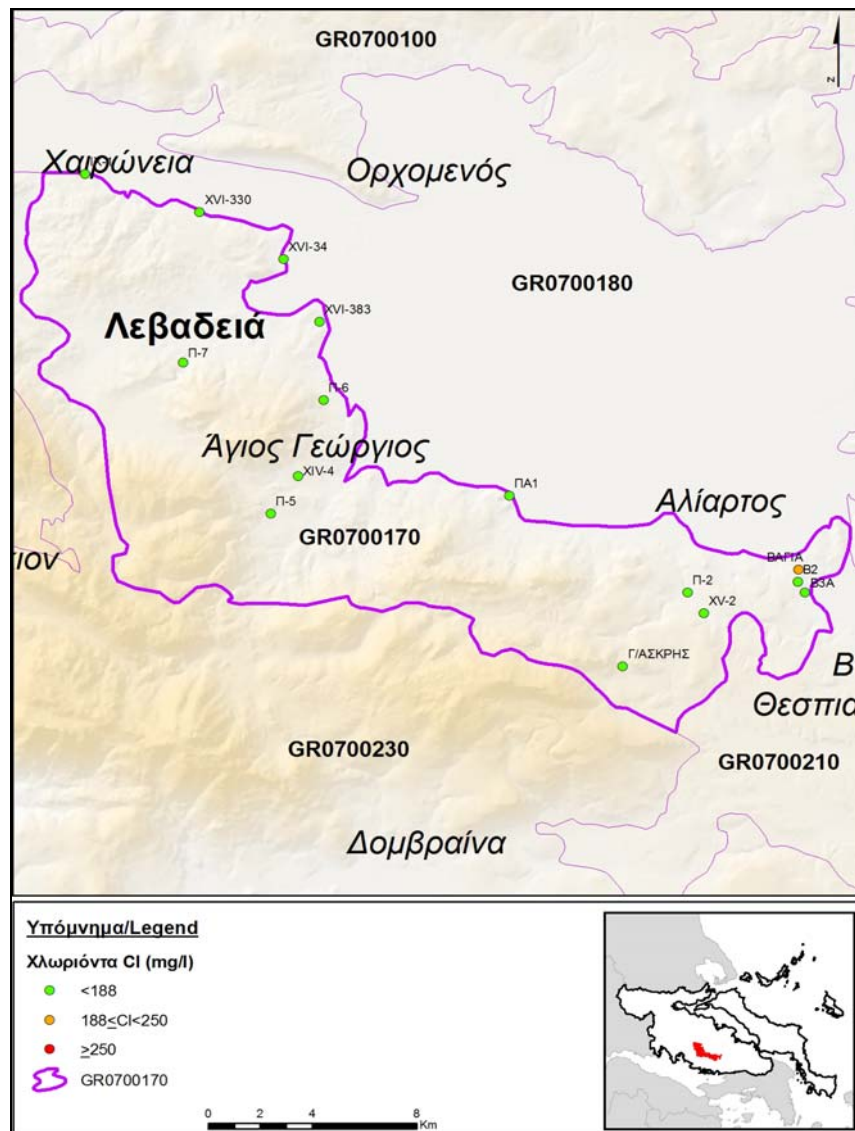 GR0700100
Z
Χαιρώνεια
Ορχομενός
XVI-330
XVI-34
GR0700180
XVI-383
Λεβαδειά
Π-7
Π-6
Άγιος Γεώργιος
XIV-4
ΠΑ1
Π-5
Αλίαρτος
GR0700170
ΒΑΓΙΑ
Β2
Β3Α
Π-2
XV-2
Γ/ΑΣΚΡΗΣ
Β
Θεσπια
GR0700230
GR0700210
Δομβραίνα
Υπόμνημα/Legend
Χλωριόντα Cl (mg/l)
<188
188≤Cl<250
≥250
GR0700170
0 2 4 8
Km